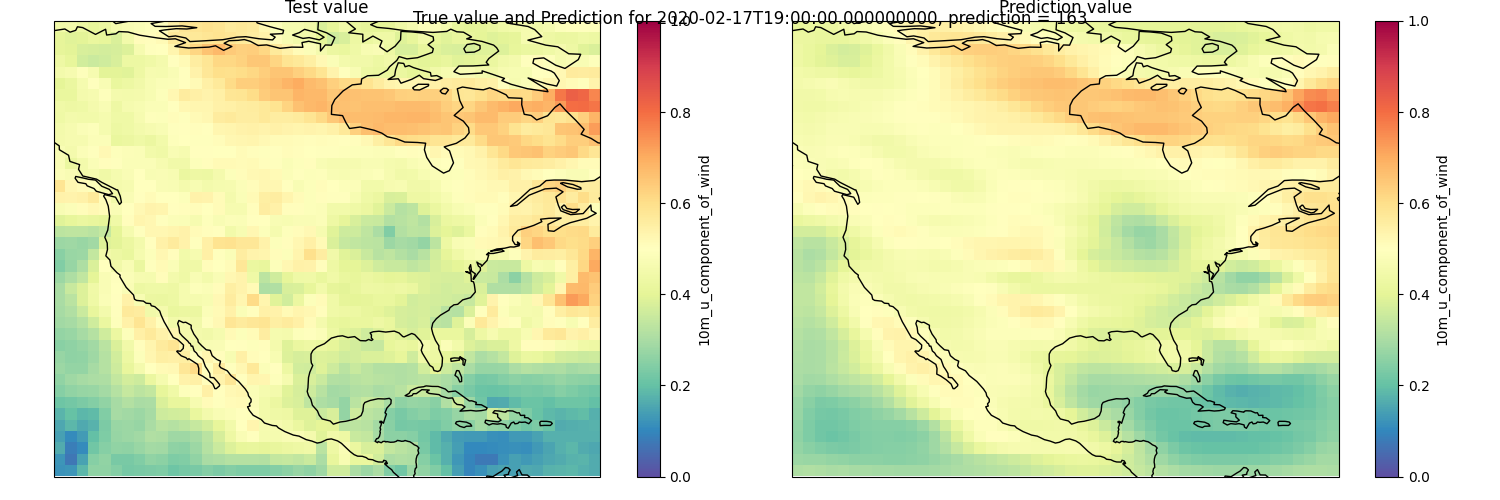 Test value
Prediction value
True value and Prediction for 2020-02-17T19:00:00.000000000, prediction = 163
1.0
0.8
0.6
0.4
0.2
0.0
10m_u_component_of_wind
1.0
0.8
0.6
0.4
0.2
0.0
10m_u_component_of_wind